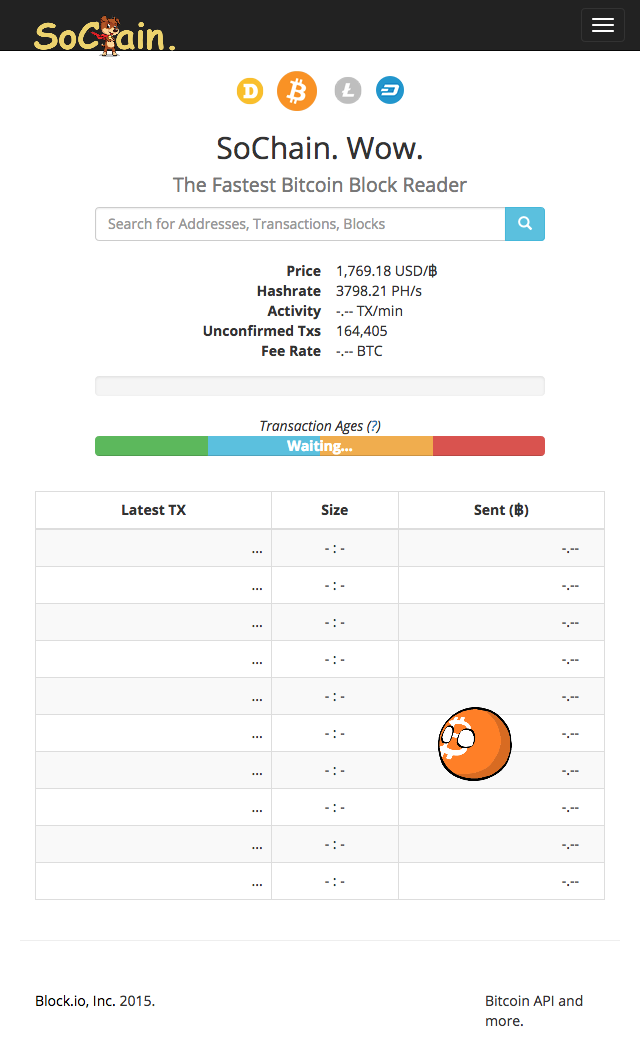 SoChain.
SoChain. Wow.
The Fastest Bitcoin Block Reader
Search for Addresses, Transactions, Blocks
Price 1,769.18 USD/฿
Hashrate 3798.21 PH/s
Activity -.-- TX/min
Unconfirmed Txs 164,405
Fee Rate -.-- BTC
Transaction Ages (?)
Waiting...
Latest TX Size Sent (฿)
... - : - -.--
... - : - -.--
... - : - -.--
... - : - -.--
... - : - -.--
... - : - -.--
... - : - -.--
... - : - -.--
... - : - -.--
... - : - -.--
Block.io, Inc. 2015.
Bitcoin API and
more.